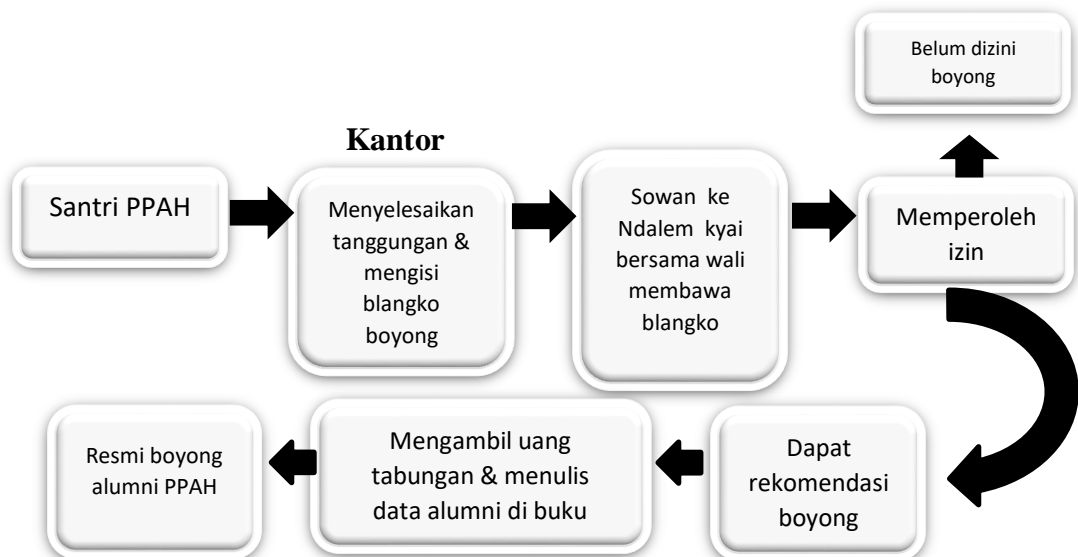 Santri PPAH
Kantor
Menyelesaikan
tanggungan &
mengisi
blangko
boyong
Sowan ke
Ndalem kyai
bersama wali
membawa
blangko
Memperoleh
izin
Belum dizini
boyong
Dapat
rekomendasi
boyong
Mengambil uang
tabungan & menulis
data alumni di buku
Resmi boyong
alumni PPAH